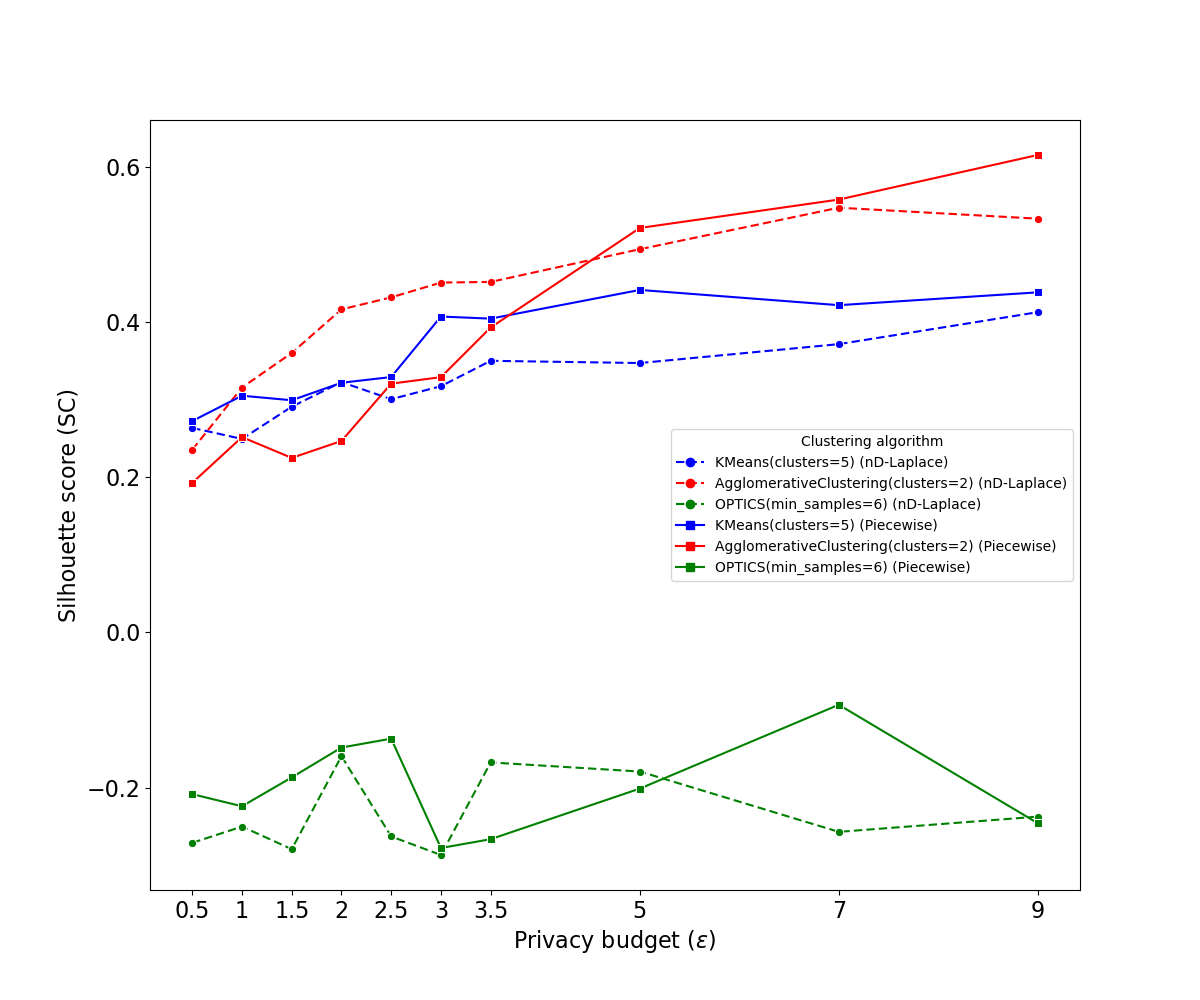 0.6
0.4
0.2
0.0
−0.2
Silhouette score (SC)
Clustering algorithm
KMeans(clusters=5) (nD-Laplace)
AgglomerativeClustering(clusters=2) (nD-Laplace)
OPTICS(min_samples=6) (nD-Laplace)
KMeans(clusters=5) (Piecewise)
AgglomerativeClustering(clusters=2) (Piecewise)
OPTICS(min_samples=6) (Piecewise)
0.5 1 1.5 2 2.5 3 3.5 5 7 9
Privacy budget (ε)